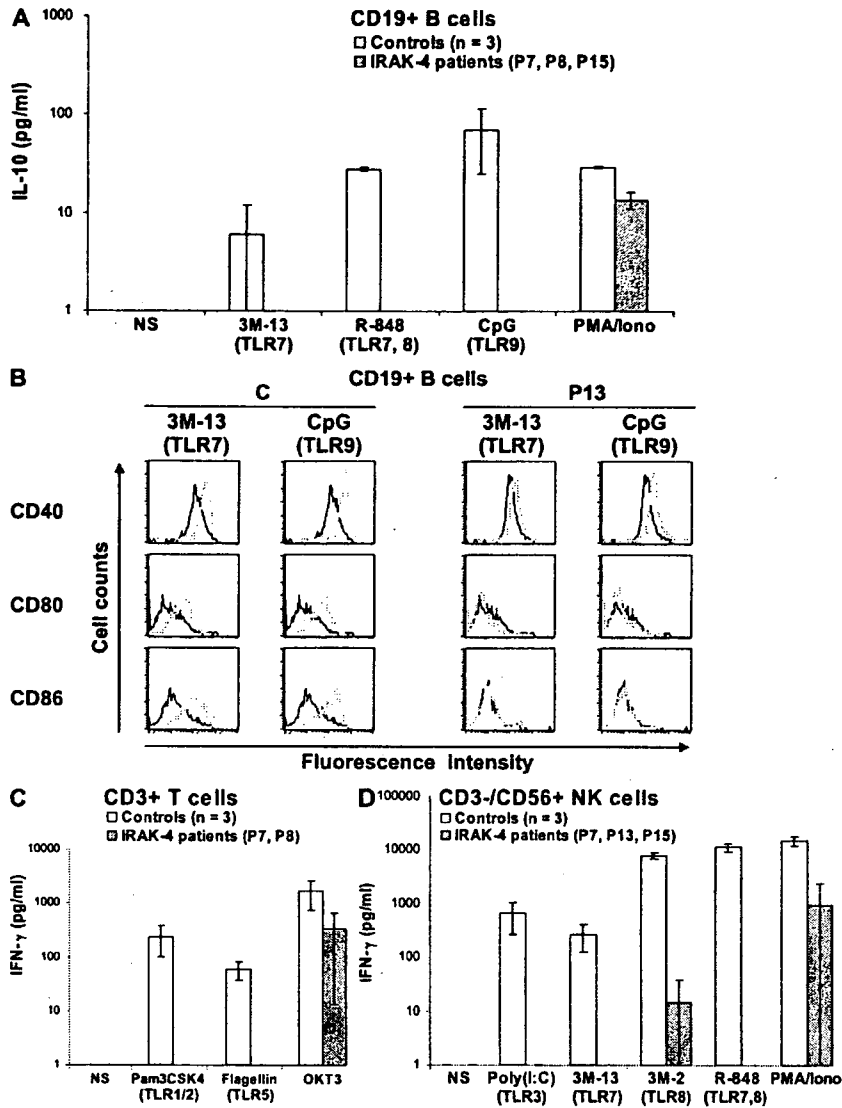 A
CD19+ B cells
Controls (n = 3)
IRAK-4 patients (P7, P8, P15)
IL-10 (pg/ml)
1000
100
10
1
NS
3M-13
(TLR7)
R-848
(TLR7, 8)
CpG
(TLR9)
PMA/Iono
B
CD19+ B cells
C
P13
3M-13
(TLR7)
CpG
(TLR9)
3M-13
(TLR7)
CpG
(TLR9)
CD40
CD80
CD86
Cell counts
Fluorescence Intensity
C
CD3+ T cells
Controls (n = 3)
IRAK-4 patients (P7, P8)
IFN-γ (pg/ml)
10000
1000
100
10
1
NS
Pam3CSK4
(TLR1/2)
Flagellin
(TLR5)
OKT3
D
CD3-/CD56+ NK cells
Controls (n = 3)
IRAK-4 patients (P7, P13, P15)
IFN-γ (pg/ml)
100000
10000
1000
100
10
1
NS
Poly(I:C)
(TLR3)
3M-13
(TLR7)
3M-2
(TLR8)
R-848
(TLR7,8)
PMA/Iono